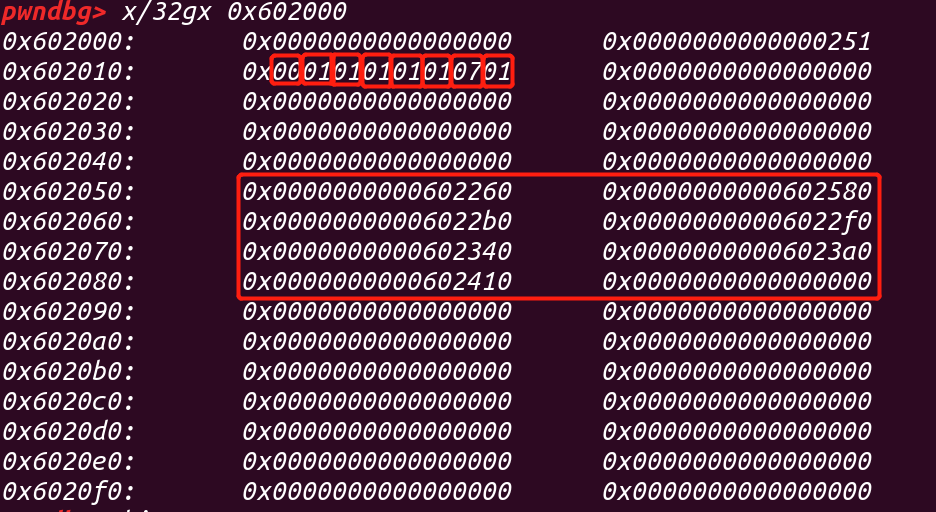 pwndbg> x/32gx 0x602000
0x602000: 0x0000000000000000 0x0000000000000251
0x602010: 0x0001010101010701 0x0000000000000000
0x602020: 0x0000000000000000 0x0000000000000000
0x602030: 0x0000000000000000 0x0000000000000000
0x602040: 0x0000000000000000 0x0000000000000000
0x602050: 0x0000000000602260 0x0000000000602580
0x602060: 0x00000000006022b0 0x00000000006022f0
0x602070: 0x0000000000602340 0x00000000006023a0
0x602080: 0x0000000000602410 0x0000000000000000
0x602090: 0x0000000000000000 0x0000000000000000
0x6020a0: 0x0000000000000000 0x0000000000000000
0x6020b0: 0x0000000000000000 0x0000000000000000
0x6020c0: 0x0000000000000000 0x0000000000000000
0x6020d0: 0x0000000000000000 0x0000000000000000
0x6020e0: 0x0000000000000000 0x0000000000000000
0x6020f0: 0x0000000000000000 0x0000000000000000